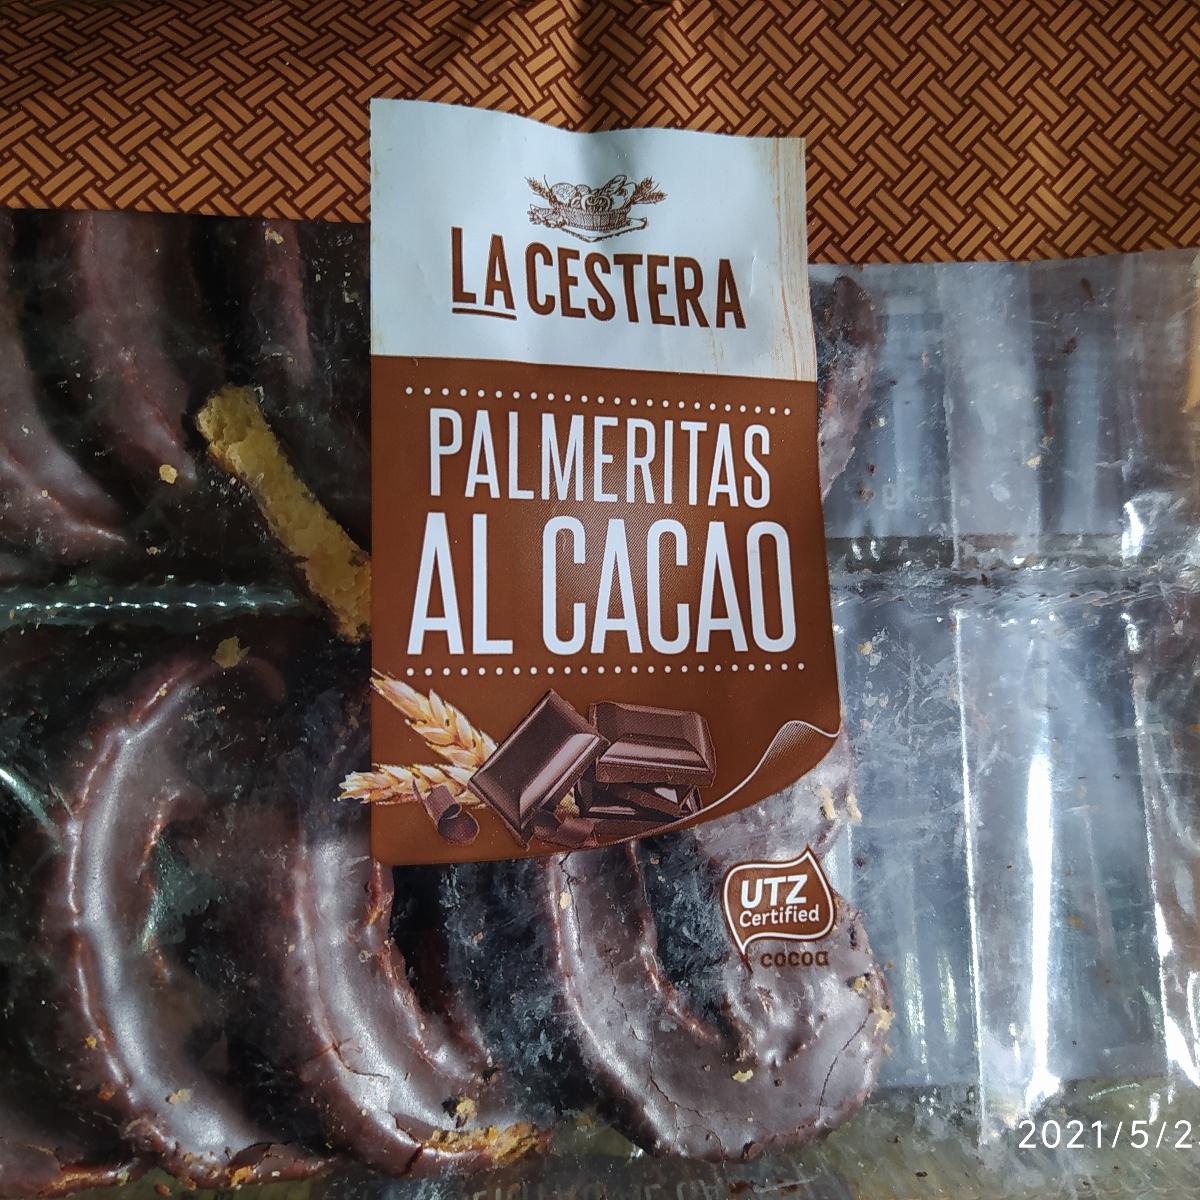 LA CESTERA
PALMERITAS
AL CACAO
UTZ
Certified
cocoa
2021/5/2